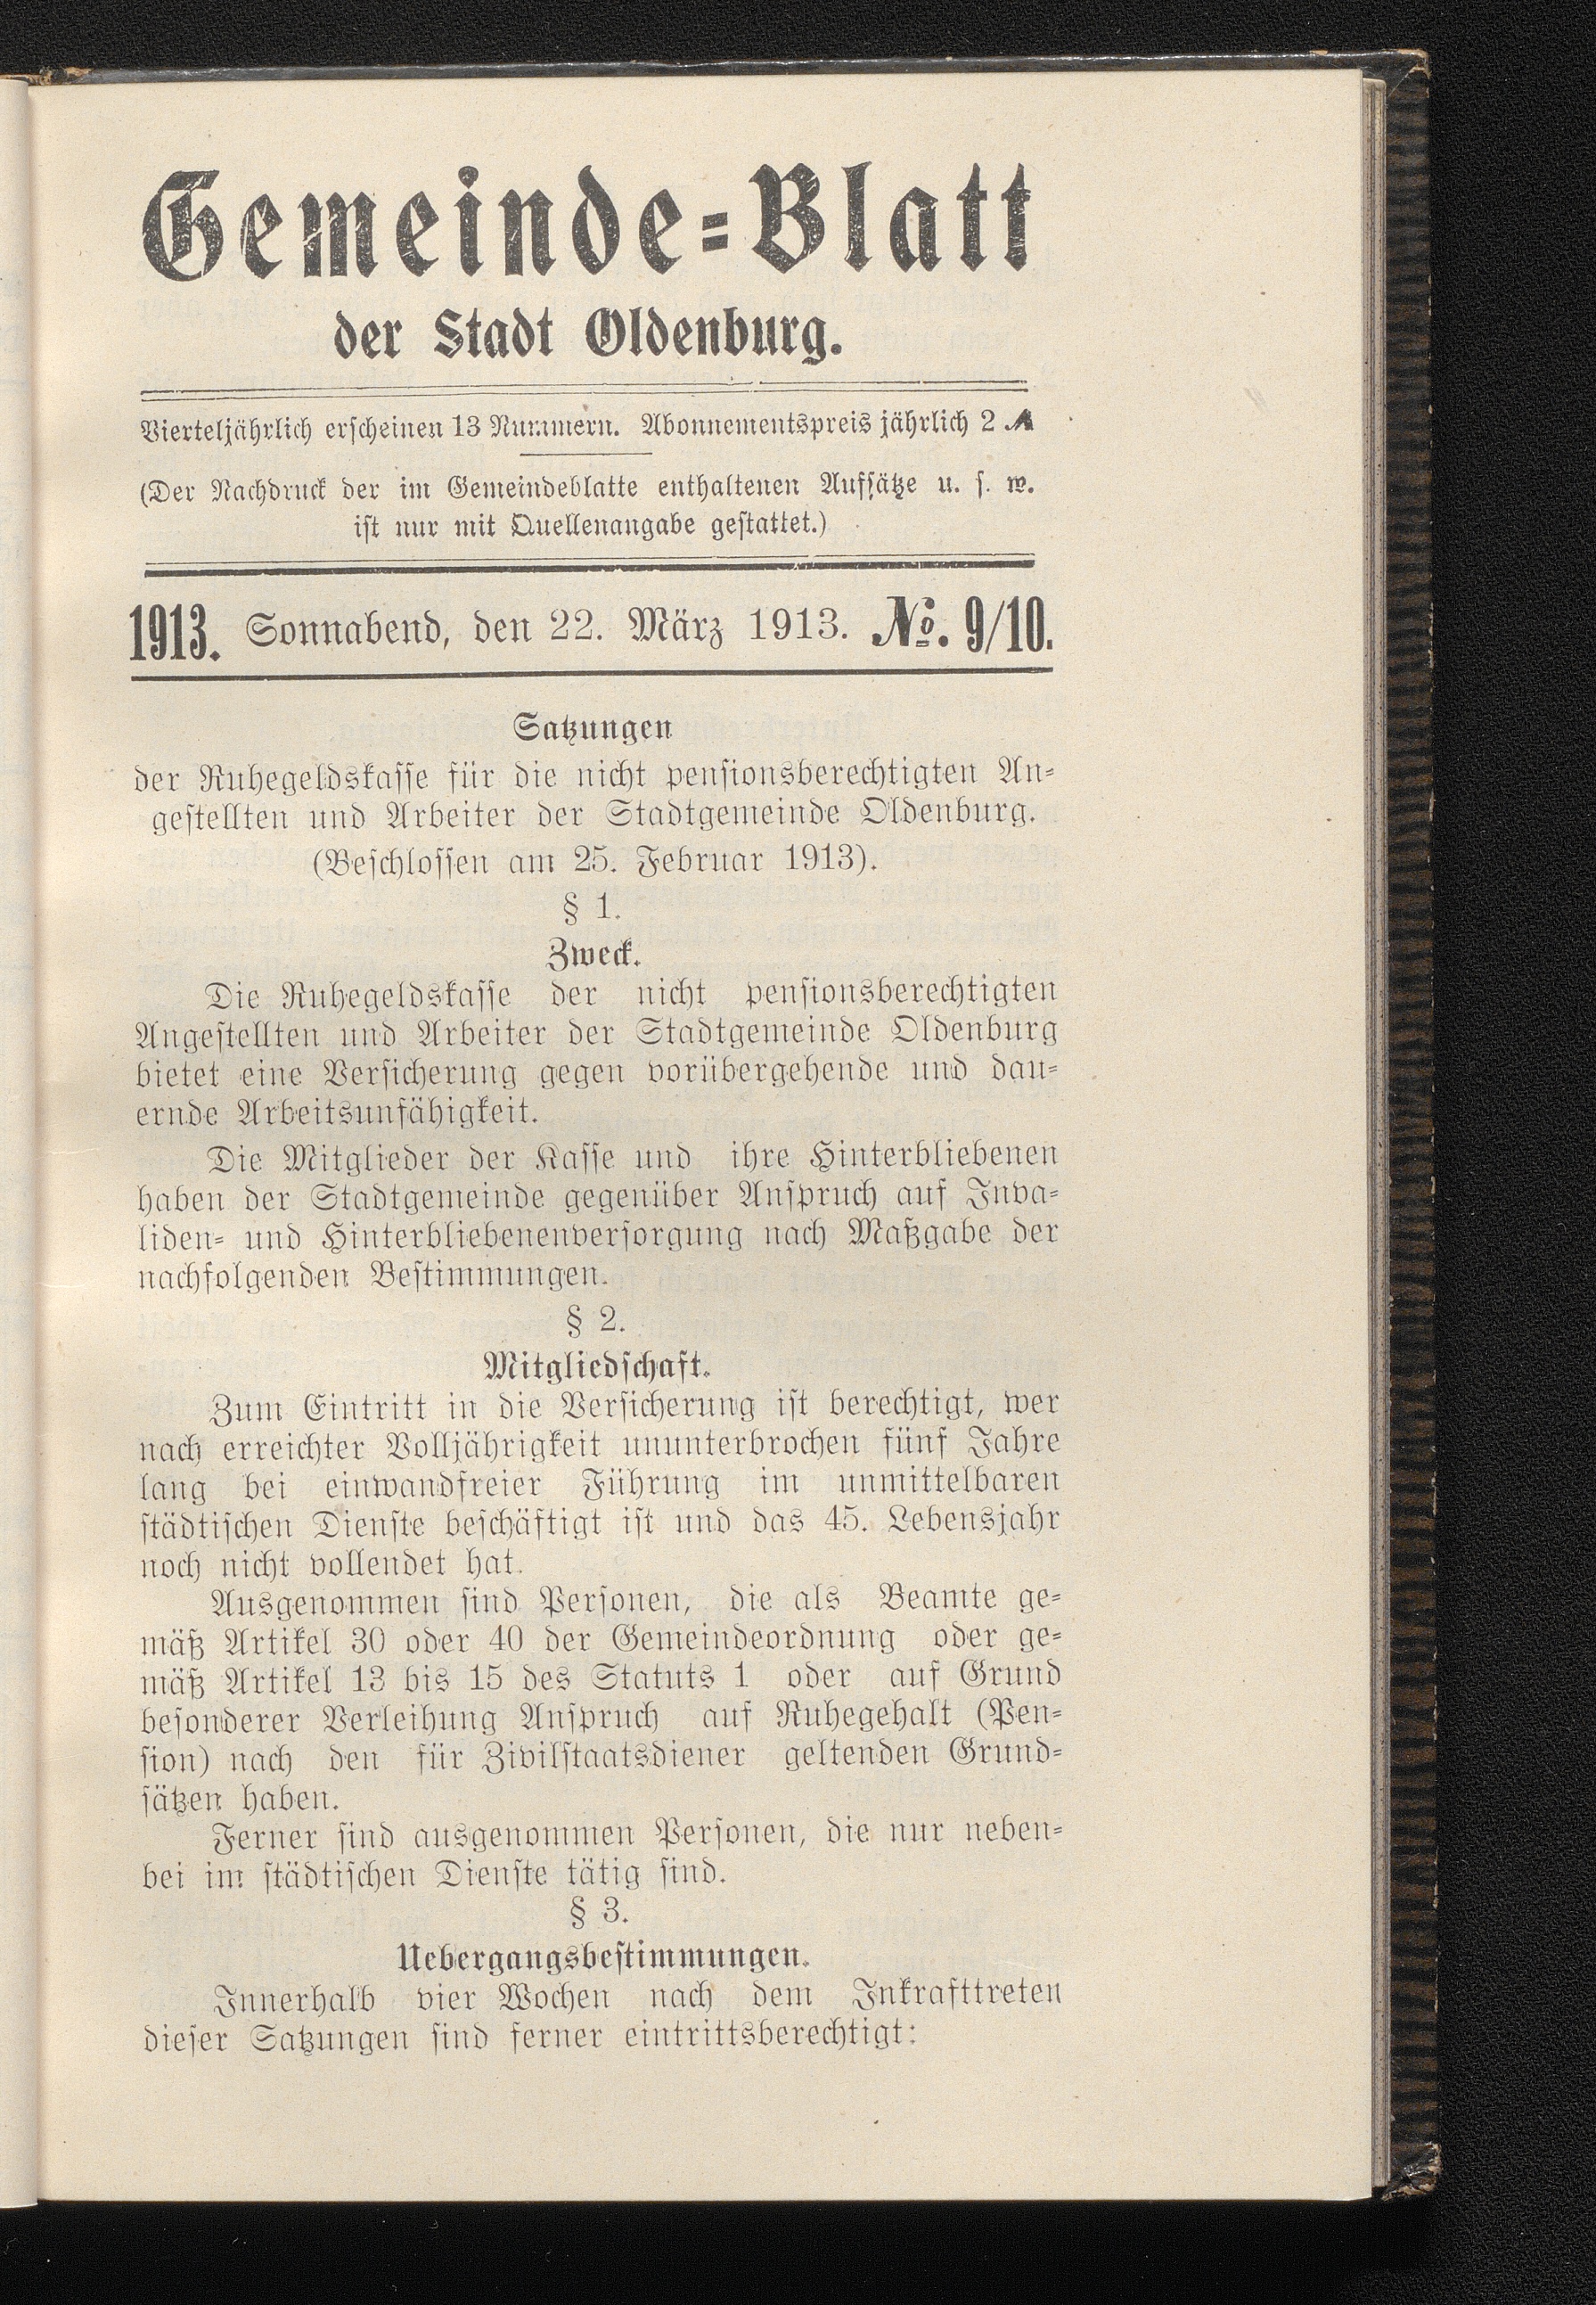 Gemeinde=Blatt
der Stadt Oldenburg.
Vierteljährlich erscheinen 13 Nummern. Abonnementspreis jährlich 2 ℳ
(Der Nachdruck der im Gemeindeblatte enthaltenen Aufsätze u. s. w.
ist nur mit Quellenangabe gestattet.)
1913. Sonnabend, den 22. März 1913. №. 9/10.
Satzungen
der Ruhegeldskasse für die nicht pensionsberechtigten An=
gestellten und Arbeiter der Stadtgemeinde Oldenburg.
(Beschlossen am 25. Februar 1913).
§ 1.
Zweck.
Die Ruhegeldskasse der nicht pensionsberechtigten
Angestellten und Arbeiter der Stadtgemeinde Oldenburg
bietet eine Versicherung gegen vorübergehende und dau=
ernde Arbeitsunfähigkeit.
Die Mitglieder der Kasse und ihre Hinterbliebenen
haben der Stadtgemeinde gegenüber Anspruch auf Inva=
liden= und Hinterbliebenenversorgung nach Maßgabe der
nachfolgenden Bestimmungen.
§ 2.
Mitgliedschaft.
Zum Eintritt in die Versicherung ist berechtigt, wer
nach erreichter Volljährigkeit ununterbrochen fünf Jahre
lang bei einwandfreier Führung im unmittelbaren
städtischen Dienste beschäftigt ist und das 45. Lebensjahr
noch nicht vollendet hat.
Ausgenommen sind Personen, die als Beamte ge=
mäß Artikel 30 oder 40 der Gemeindeordnung oder ge=
mäß Artikel 13 bis 15 des Statuts 1 oder auf Grund
besonderer Verleihung Anspruch auf Ruhegehalt (Pen=
sion) nach den für Zivilstaatsdiener geltenden Grund=
sätzen haben.
Ferner sind ausgenommen Personen, die nur neben=
bei im städtischen Dienste tätig sind.
§ 3.
Uebergangsbestimmungen.
Innerhalb vier Wochen nach dem Inkrafttreten
dieser Satzungen sind ferner eintrittsberechtigt: